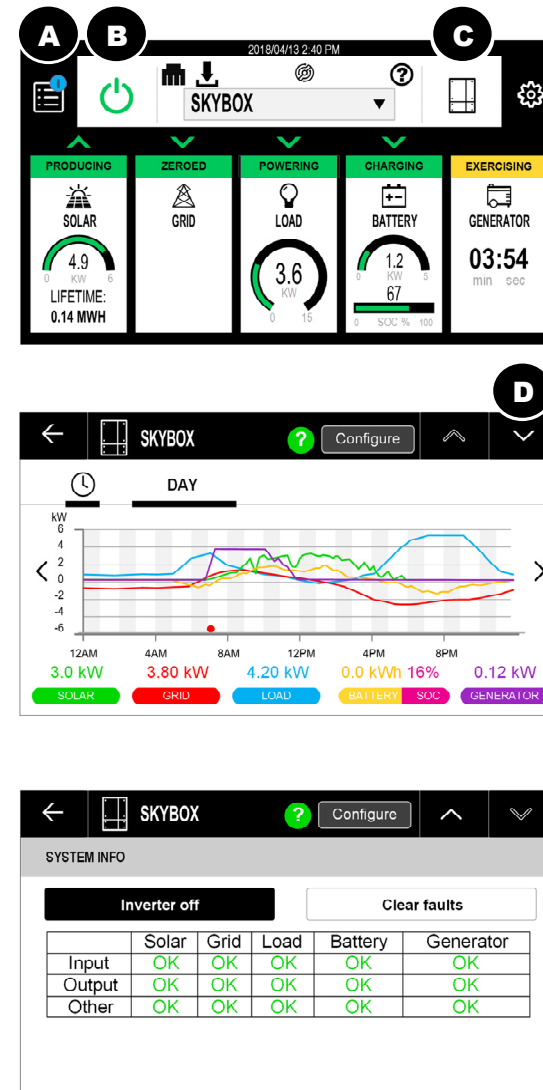 A B C
2018/04/13 2:40 PM
SKYBOX
PRODUCING ZEROED POWERING CHARGING EXERCISING
SOLAR GRID LOAD BATTERY GENERATOR
4.9 KW 0 6
LIFETIME:
0.14 MWH
3.6 KW 0 15
1.2 KW 0 5
67
0 SOC % 100
03:54
min sec
D
SKYBOX ? Configure
DAY
kW
6
4
2
0
-2
-4
-6
12AM 4AM 8AM 12PM 4PM 8PM
3.0 kW 3.80 kW 4.20 kW 0.0 kWh 16% 0.12 kW
SOLAR GRID LOAD BATTERY SOC GENERATOR
SKYBOX ? Configure
SYSTEM INFO
Inverter off Clear faults
Solar Grid Load Battery Generator
Input OK OK OK OK OK
Output OK OK OK OK OK
Other OK OK OK OK OK